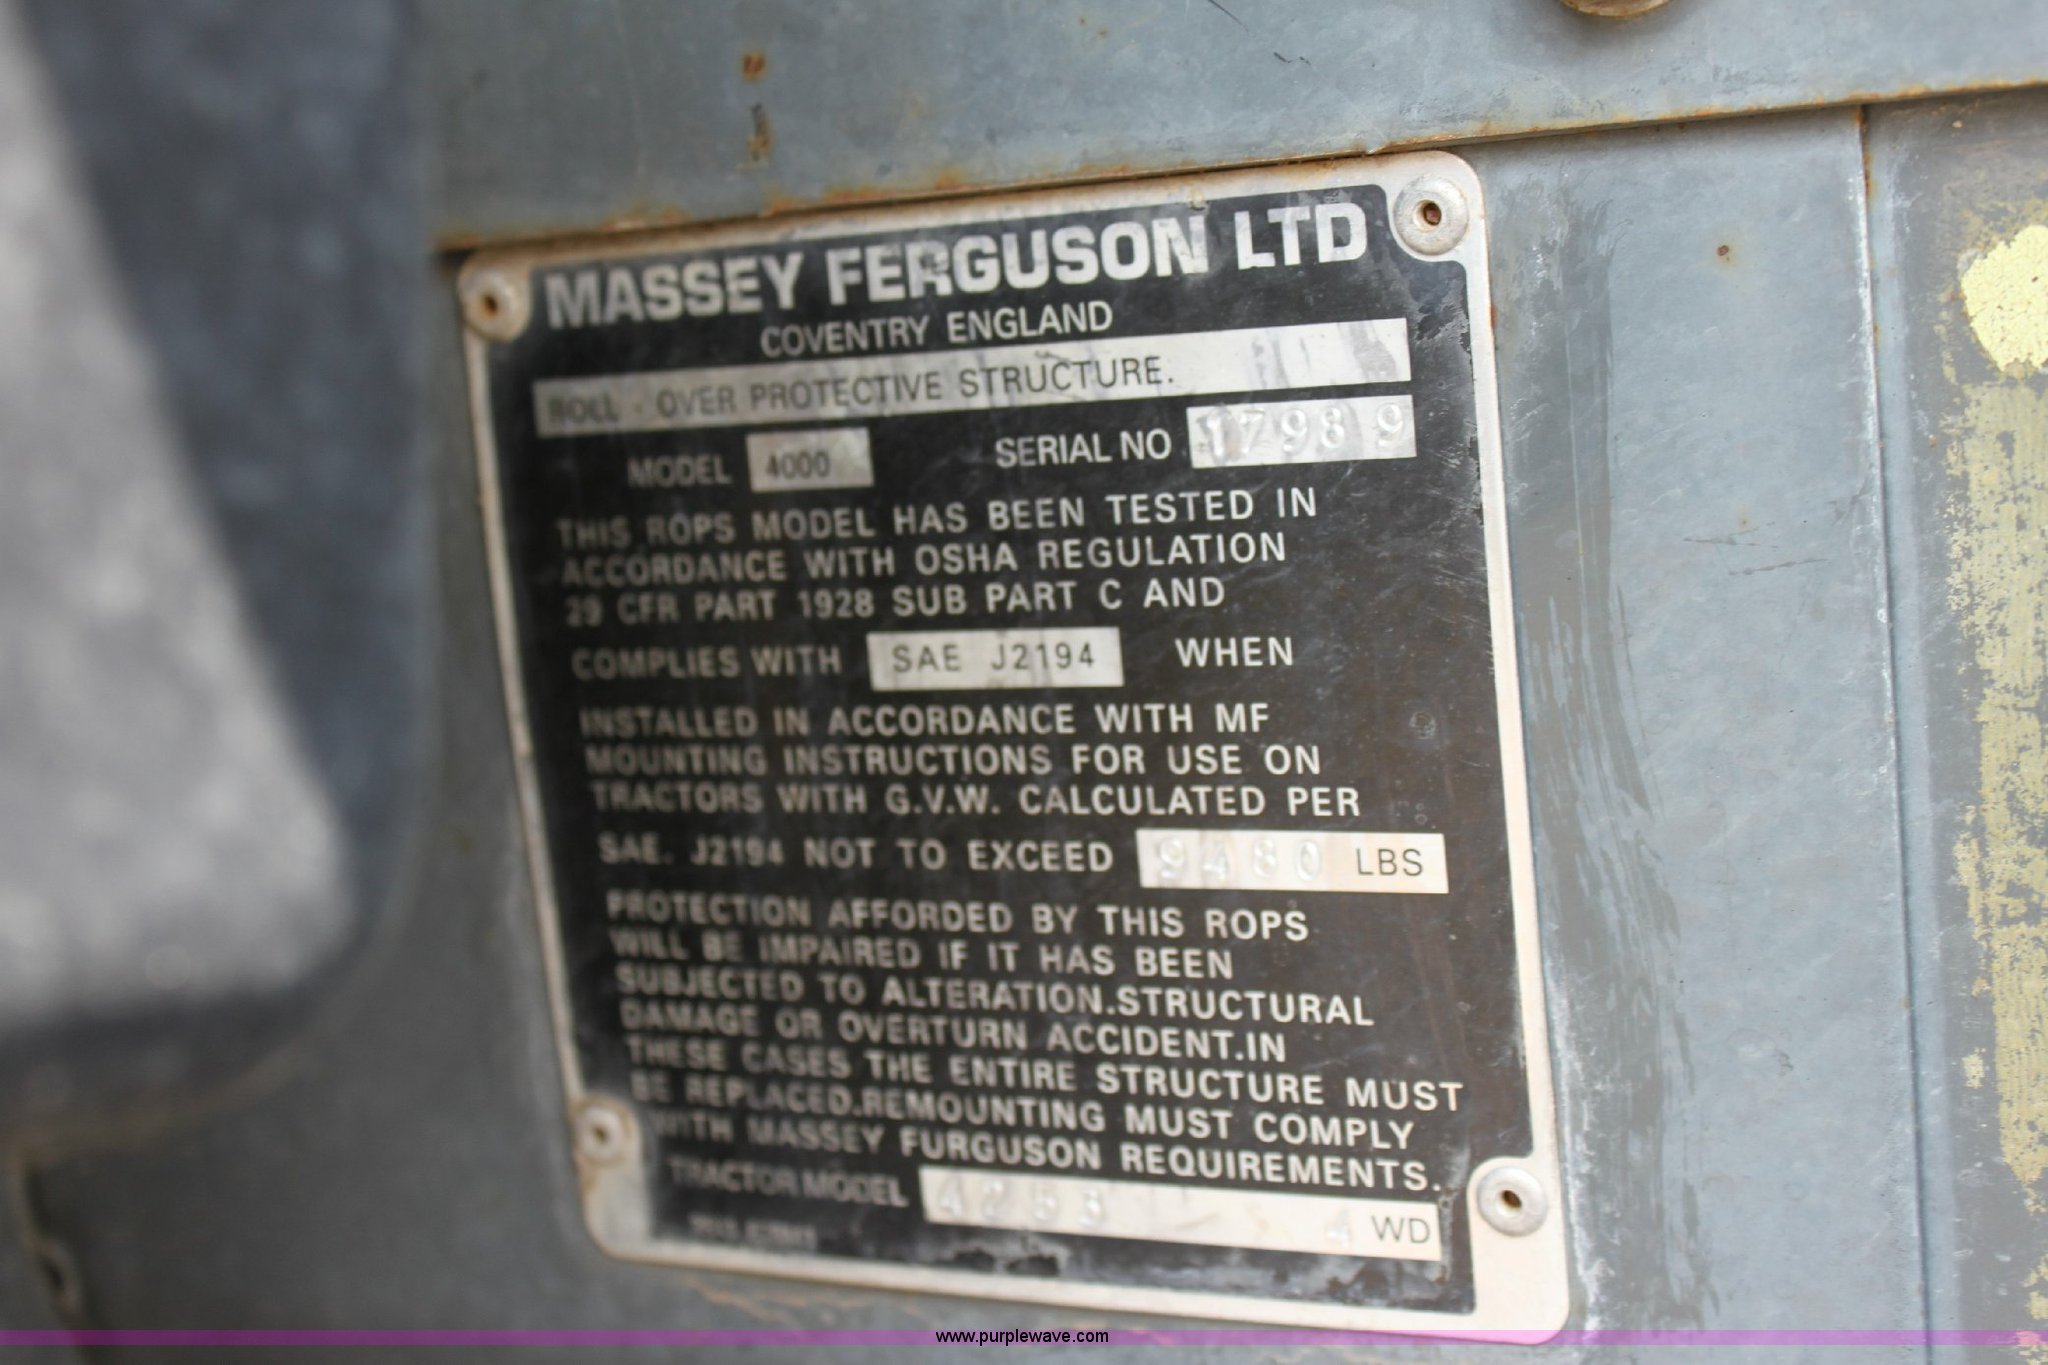 MASSEY FERGUSON LTD
COVENTRY ENGLAND
ROLL - OVER PROTECTIVE STRUCTURE.
MODEL 4000 SERIAL NO 17989
THIS ROPS MODEL HAS BEEN TESTED IN
ACCORDANCE WITH OSHA REGULATION
29 CFR PART 1928 SUB PART C AND
COMPLIES WITH SAE J2194 WHEN
INSTALLED IN ACCORDANCE WITH MF
MOUNTING INSTRUCTIONS FOR USE ON
TRACTORS WITH G.V.W. CALCULATED PER
SAE. J2194 NOT TO EXCEED 9480 LBS
PROTECTION AFFORDED BY THIS ROPS
WILL BE IMPAIRED IF IT HAS BEEN
SUBJECTED TO ALTERATION.STRUCTURAL
DAMAGE OR OVERTURN ACCIDENT.IN
THESE CASES THE ENTIRE STRUCTURE MUST
BE REPLACED.REMOUNTING MUST COMPLY
WITH MASSEY FURGUSON REQUIREMENTS.
TRACTOR MODEL 4253 4 WD
www.purplewave.com